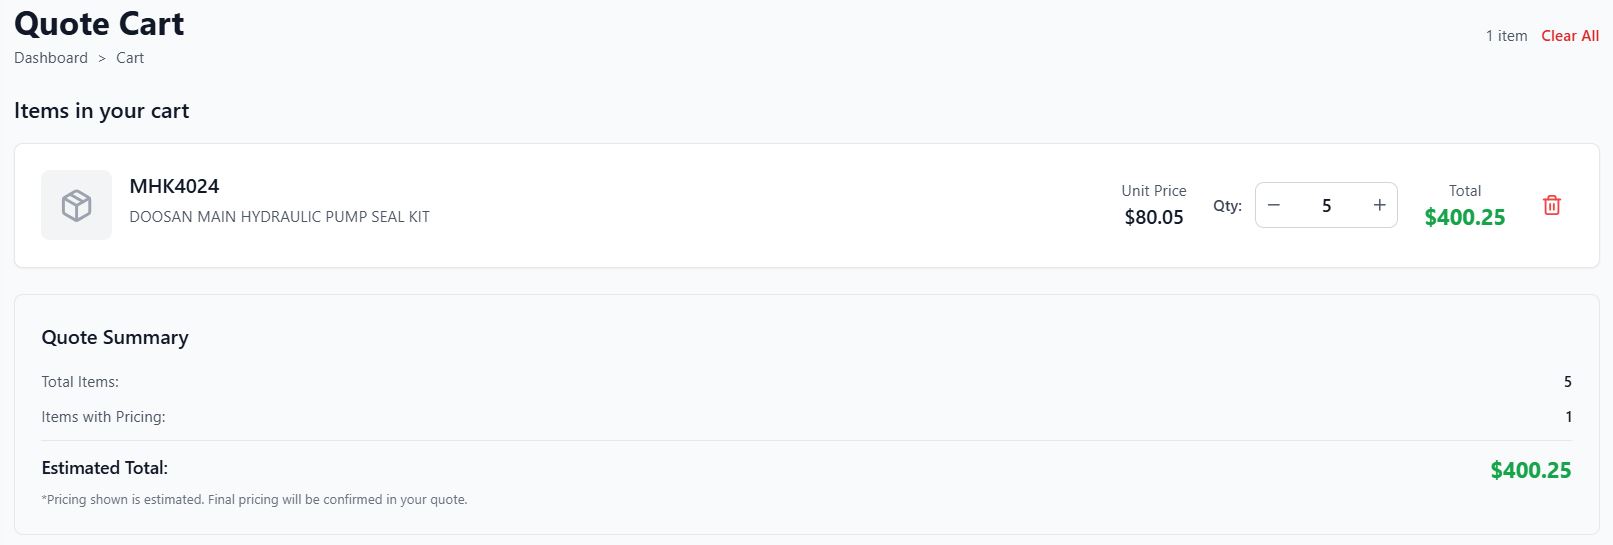 Quote Cart
1 item Clear All
Dashboard > Cart
Items in your cart
MHK4024
DOOSAN MAIN HYDRAULIC PUMP SEAL KIT
Unit Price
$80.05
Qty: − 5 +
Total
$400.25
Quote Summary
Total Items: 5
Items with Pricing: 1
Estimated Total: $400.25
*Pricing shown is estimated. Final pricing will be confirmed in your quote.